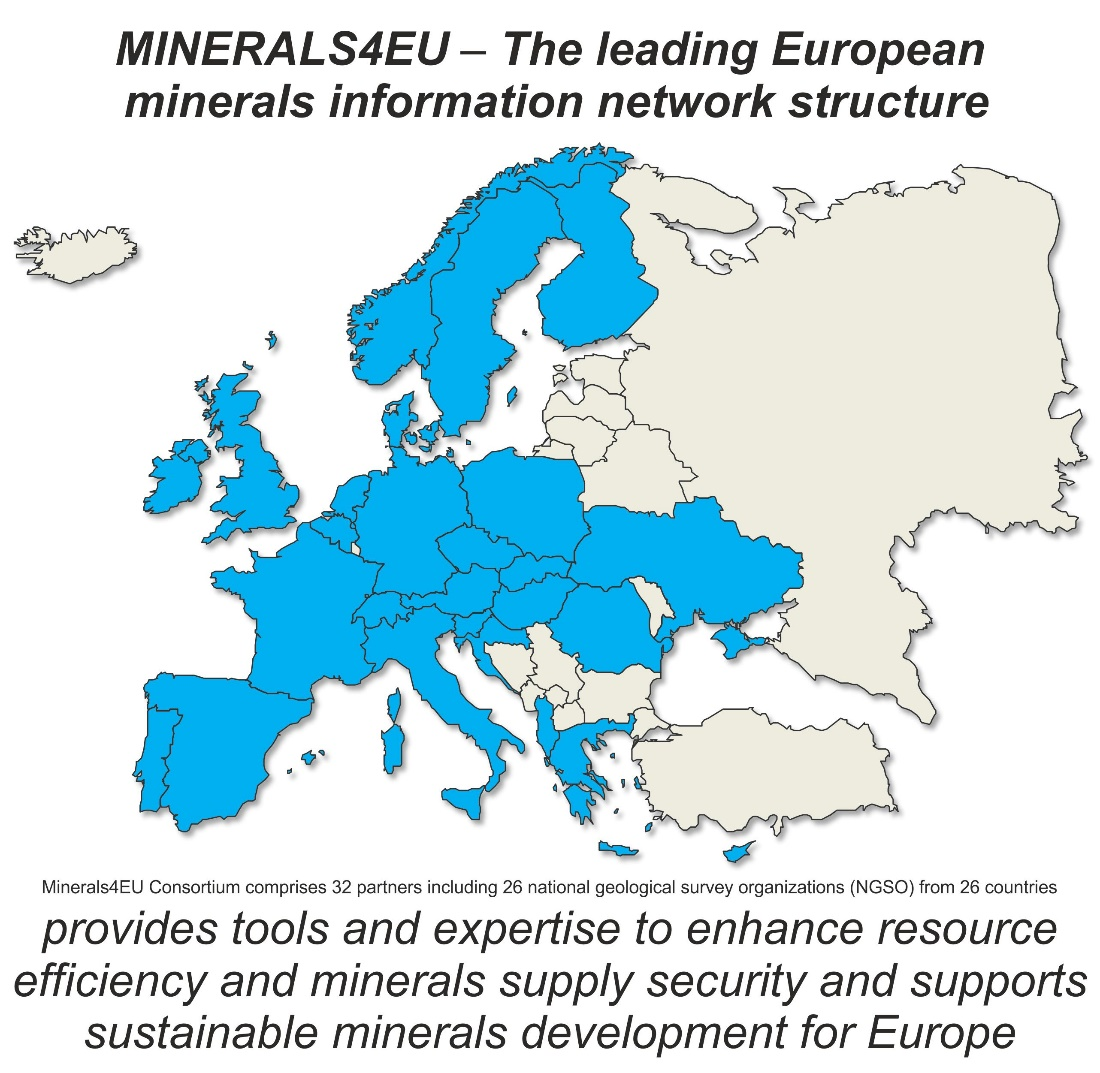 MINERALS4EU – The leading European
minerals information network structure
Minerals4EU Consortium comprises 32 partners including 26 national geological survey organizations (NGSO) from 26 countries
provides tools and expertise to enhance resource
efficiency and minerals supply security and supports
sustainable minerals development for Europe